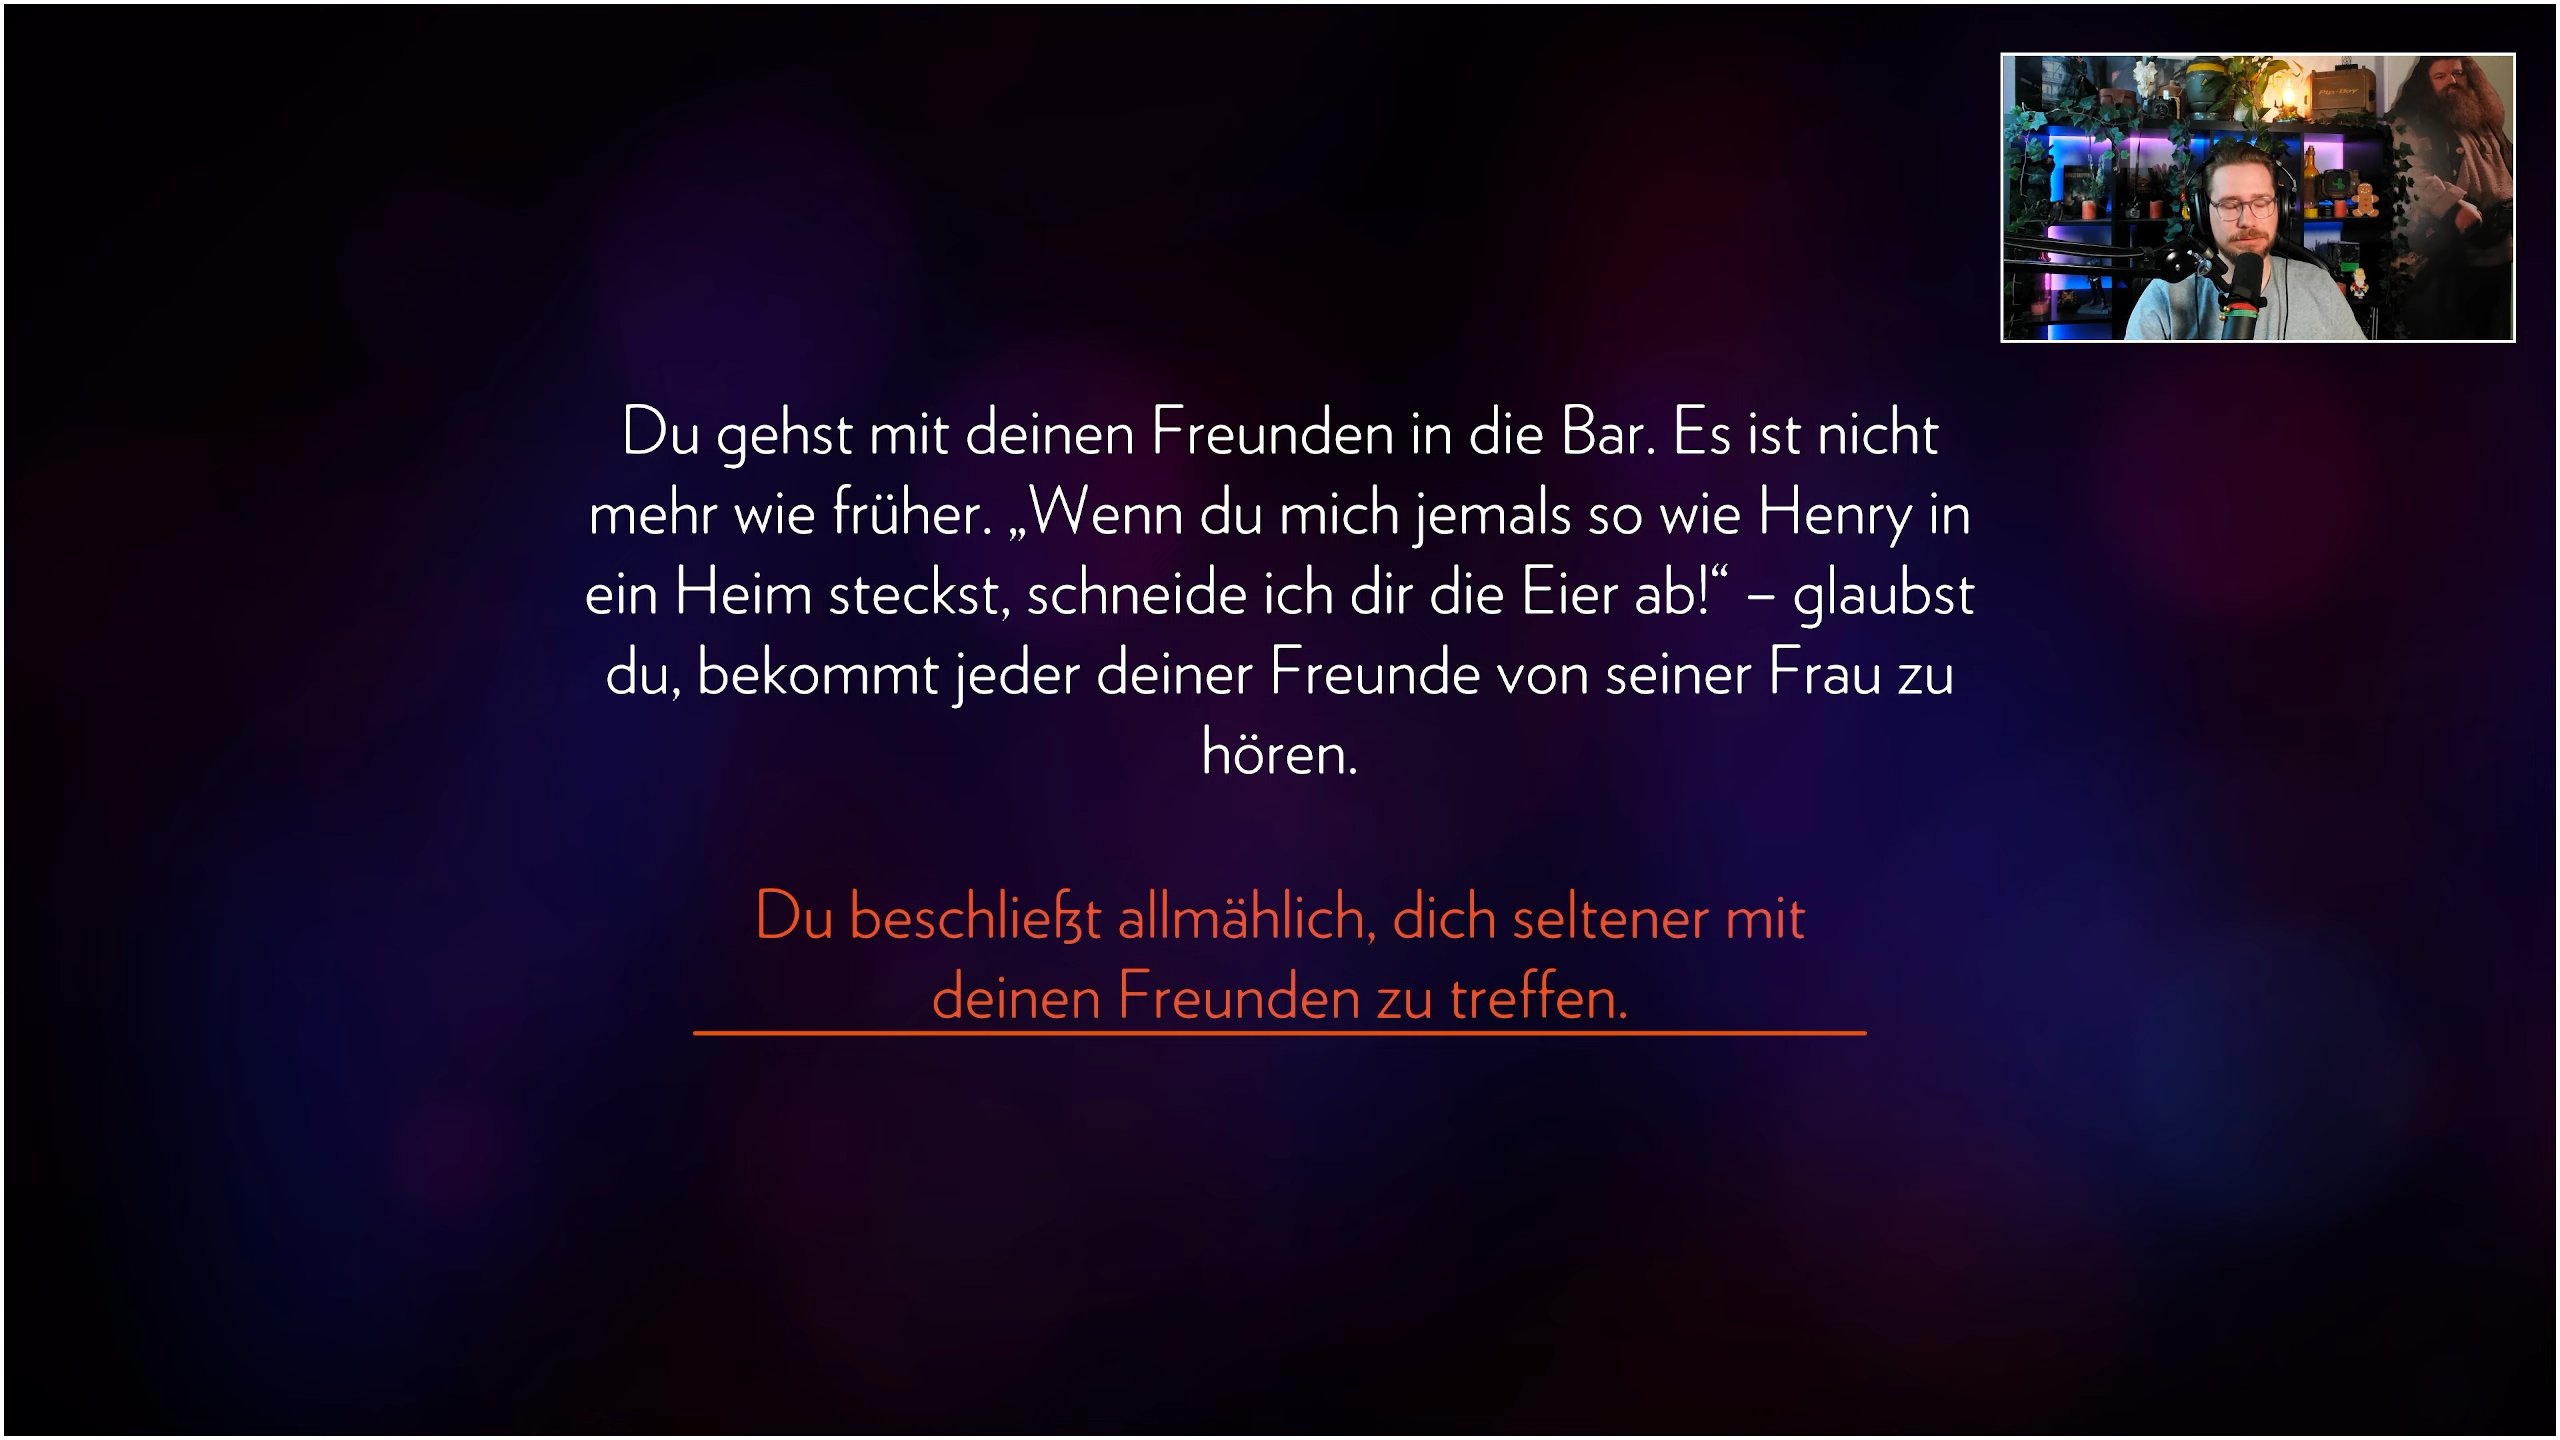 Pip-Boy
Du gehst mit deinen Freunden in die Bar. Es ist nicht
mehr wie früher. „Wenn du mich jemals so wie Henry in
ein Heim steckst, schneide ich dir die Eier ab!“ – glaubst
du, bekommt jeder deiner Freunde von seiner Frau zu
hören.
Du beschließt allmählich, dich seltener mit
deinen Freunden zu treffen.